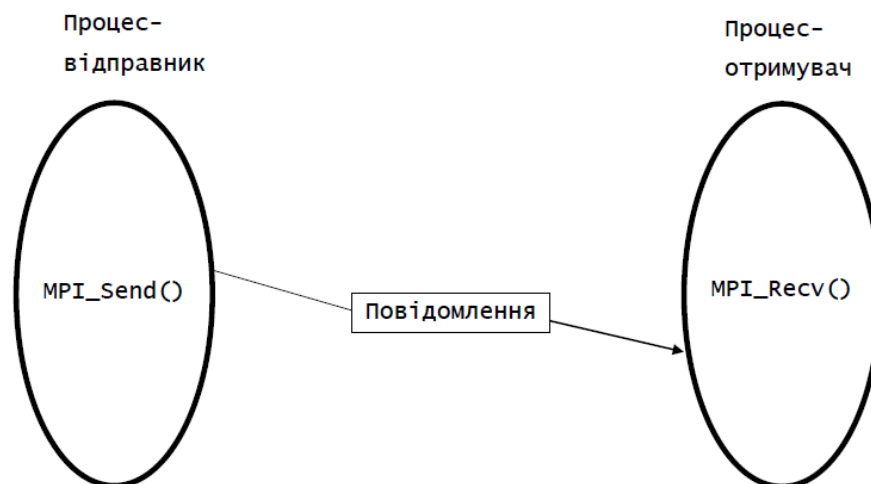 Процес-
відправник
Процес-
отримувач
MPI_Send()
Повідомлення
MPI_Recv()